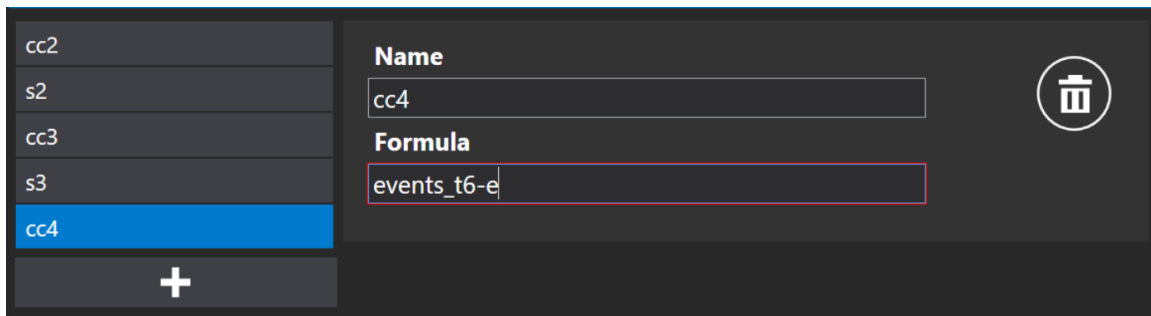 cc2
s2
cc3
s3
cc4
Name
cc4
Formula
events_t6-e